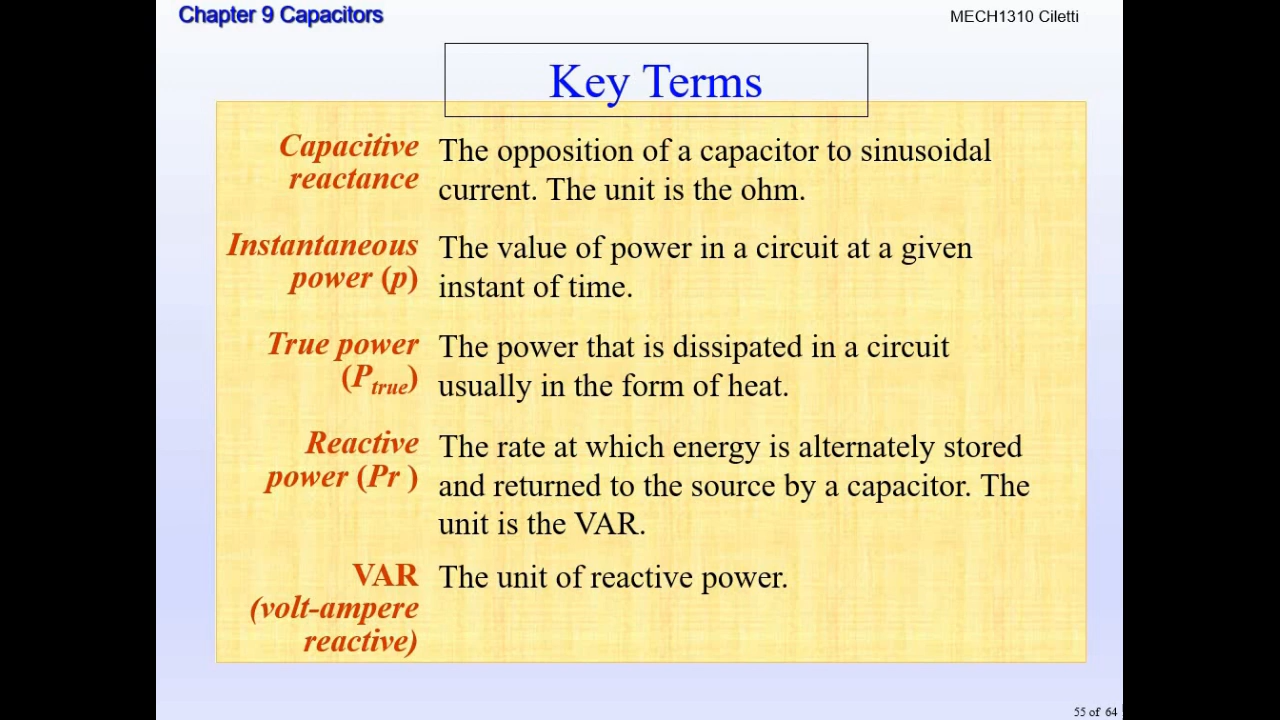 Chapter 9 Capacitors
MECH1310 Ciletti
Key Terms
Capacitive reactance
The opposition of a capacitor to sinusoidal
current. The unit is the ohm.
Instantaneous power (p)
The value of power in a circuit at a given
instant of time.
True power (Ptrue)
The power that is dissipated in a circuit
usually in the form of heat.
Reactive power (Pr )
The rate at which energy is alternately stored
and returned to the source by a capacitor. The
unit is the VAR.
VAR (volt-ampere reactive)
The unit of reactive power.
55 of 64